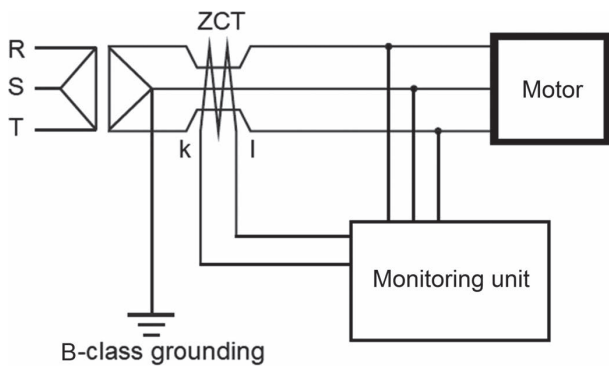 ZCT
R
S
T
Motor
k
l
Monitoring unit
B-class grounding